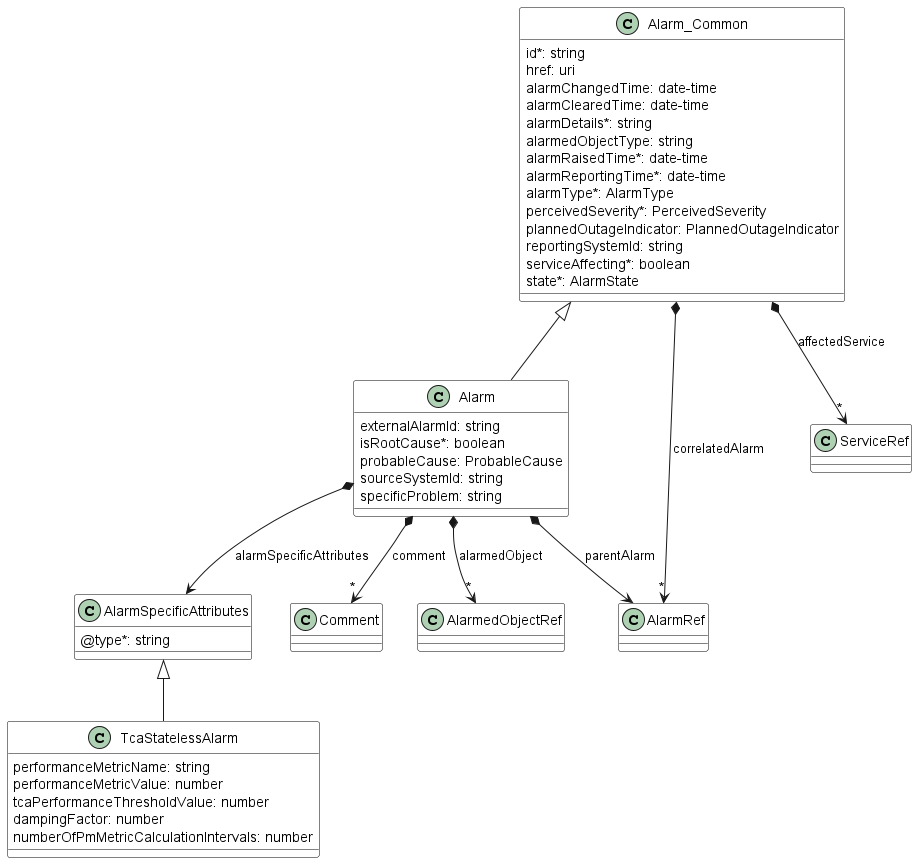 C Alarm_Common
id*: string
href: uri
alarmChangedTime: date-time
alarmClearedTime: date-time
alarmDetails*: string
alarmedObjectType: string
alarmRaisedTime*: date-time
alarmReportingTime*: date-time
alarmType*: AlarmType
perceivedSeverity*: PerceivedSeverity
plannedOutageIndicator: PlannedOutageIndicator
reportingSystemId: string
serviceAffecting*: boolean
state*: AlarmState
affectedService
*
C Alarm
externalAlarmId: string
isRootCause*: boolean
probableCause: ProbableCause
sourceSystemId: string
specificProblem: string
C ServiceRef
correlatedAlarm
alarmSpecificAttributes
comment
alarmedObject
parentAlarm
*
*
*
C AlarmSpecificAttributes
@type*: string
C Comment
C AlarmedObjectRef
C AlarmRef
C TcaStatelessAlarm
performanceMetricName: string
performanceMetricValue: number
tcaPerformanceThresholdValue: number
dampingFactor: number
numberOfPmMetricCalculationIntervals: number